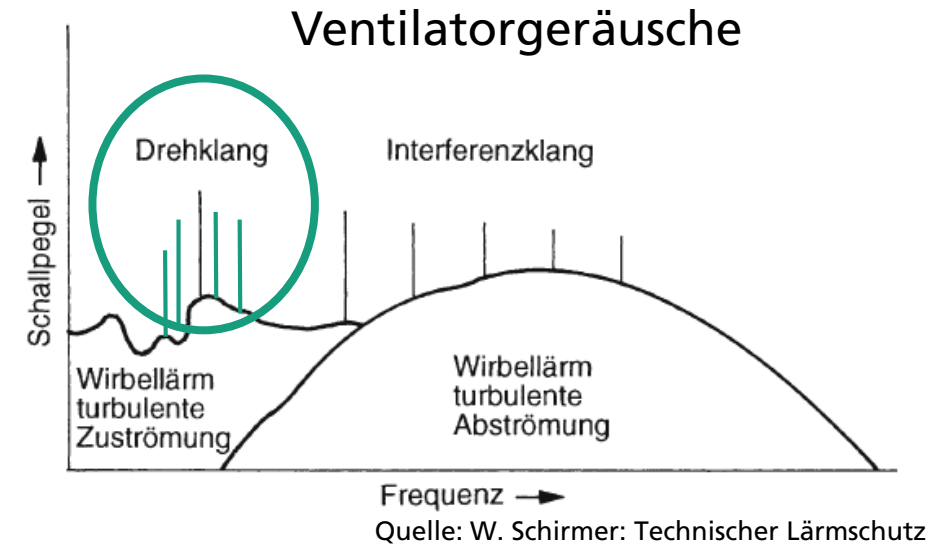 Ventilatorgeräusche
Drehklang
Interferenzklang
Schallpegel
Wirbellärm
turbulente
Zuströmung
Wirbellärm
turbulente
Abströmung
Frequenz
Quelle: W. Schirmer: Technischer Lärmschutz